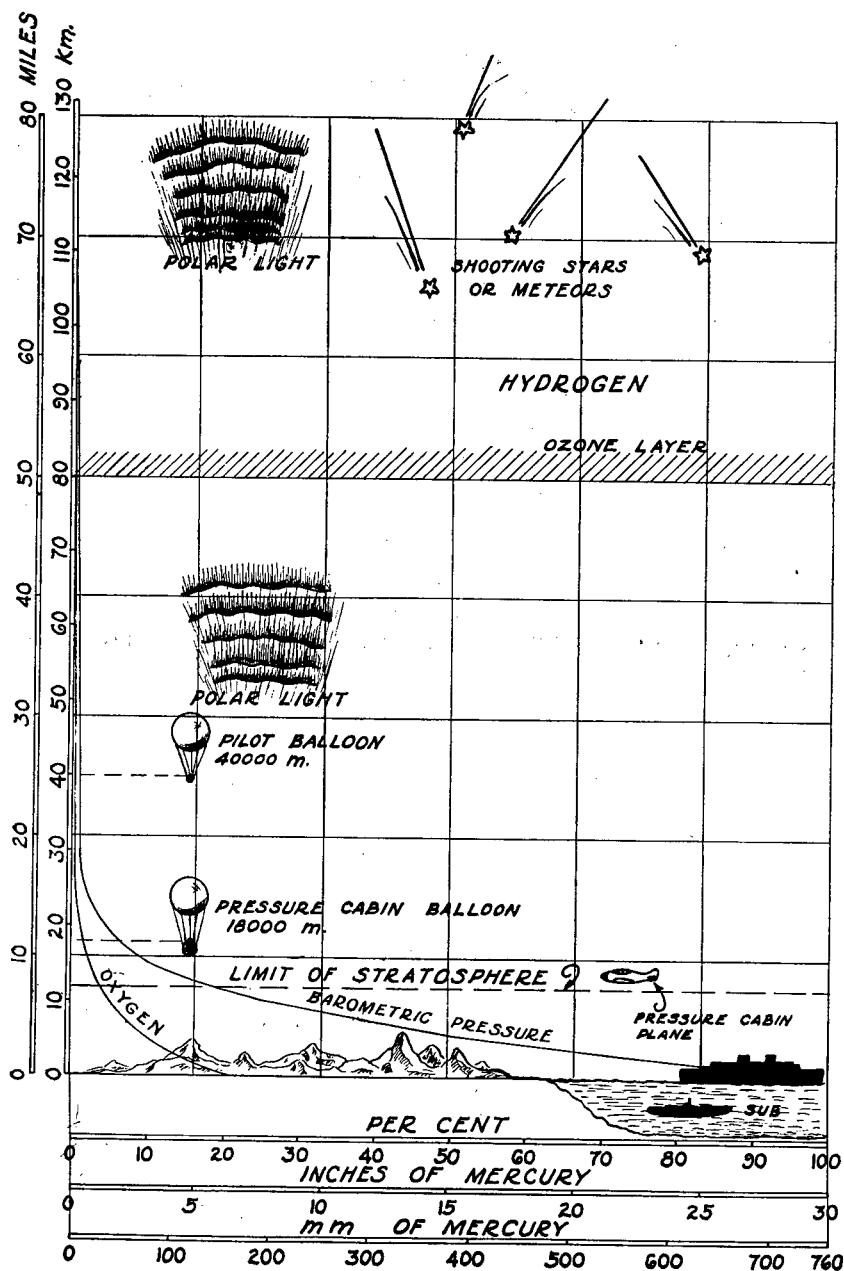 80 MILES
130 km.
120
70
110
POLAR LIGHT
SHOOTING STARS
OR METEORS
100
60
HYDROGEN
90
OZONE LAYER
50
80
70
40
60
POLAR LIGHT
50
30
PILOT BALLOON
40000 m.
40
20
30
PRESSURE CABIN BALLOON
18000 m.
20
10
LIMIT OF STRATOSPHERE
10
OXYGEN
BAROMETRIC PRESSURE
PRESSURE CABIN
PLANE
0
0
SUB
PER CENT
0 10 20 30 40 50 60 70 80 90 100
INCHES OF MERCURY
0 5 10 15 20 25 30
mm OF MERCURY
0 100 200 300 400 500 600 700 760